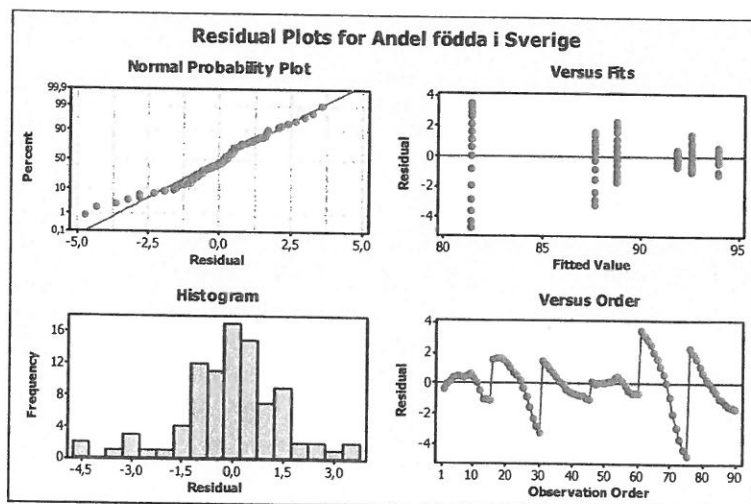 Residual Plots for Andel födda i Sverige
Normal Probability Plot
99,9
99
90
50
10
1
0,1
Percent
-5,0 -2,5 0,0 2,5 5,0
Residual
Versus Fits
4
2
0
-2
-4
Residual
80 85 90 95
Fitted Value
Histogram
16
12
8
4
0
Frequency
-4,5 -3,0 -1,5 0,0 1,5 3,0
Residual
Versus Order
4
2
0
-2
-4
Residual
1 10 20 30 40 50 60 70 80 90
Observation Order